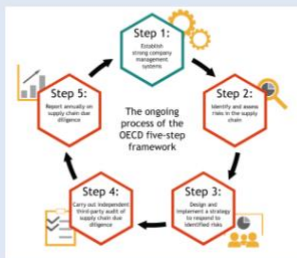 Step 1:
Establish
strong company
management
systems
Step 2:
Identify and assess
risks in the supply
chain
Step 3:
Design and
implement a strategy
to respond to
identified risks
Step 4:
Carry out independent
third-party audit of
supply chain due
diligence
Step 5:
Report annually on
supply chain due
diligence
The ongoing
process of the
OECD five-step
framework